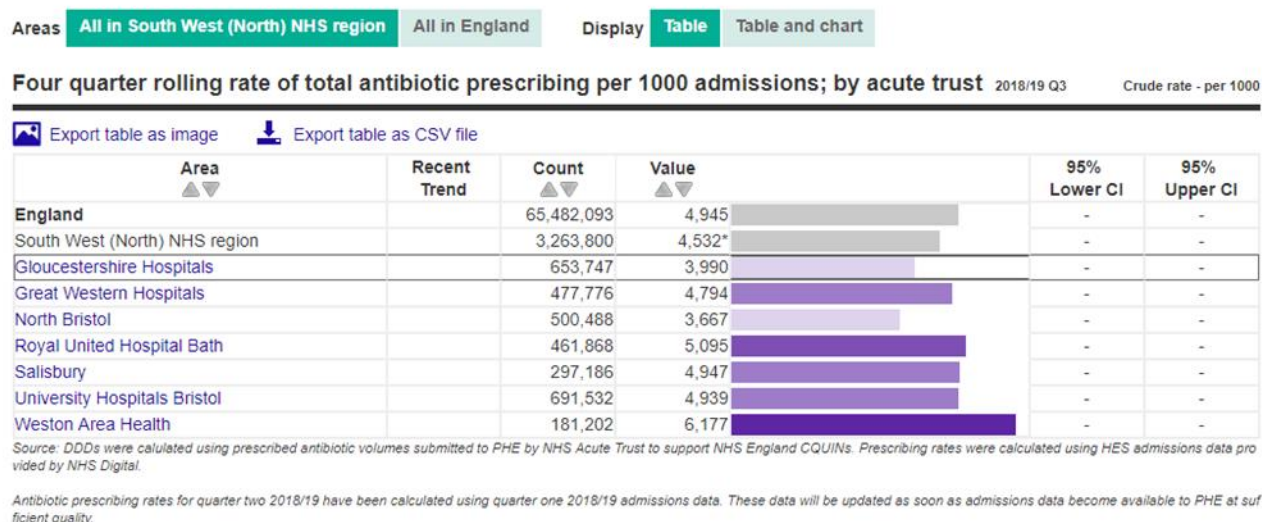 Areas All in South West (North) NHS region All in England Display Table Table and chart
Four quarter rolling rate of total antibiotic prescribing per 1000 admissions; by acute trust 2018/19 Q3 Crude rate - per 1000
Export table as image Export table as CSV file
Area Recent Trend Count Value 95% Lower CI 95% Upper CI
England 65,482,093 4,945 - -
South West (North) NHS region 3,263,800 4,532* - -
Gloucestershire Hospitals 653,747 3,990 - -
Great Western Hospitals 477,776 4,794 - -
North Bristol 500,488 3,667 - -
Royal United Hospital Bath 461,868 5,095 - -
Salisbury 297,186 4,947 - -
University Hospitals Bristol 691,532 4,939 - -
Weston Area Health 181,202 6,177 - -
Source: DDDs were calulated using prescribed antibiotic volumes submitted to PHE by NHS Acute Trust to support NHS England CQUINs. Prescribing rates were calculated using HES admissions data pro
vided by NHS Digital.
Antibiotic prescribing rates for quarter two 2018/19 have been calculated using quarter one 2018/19 admissions data. These data will be updated as soon as admissions data become available to PHE at suf
ficient quality.